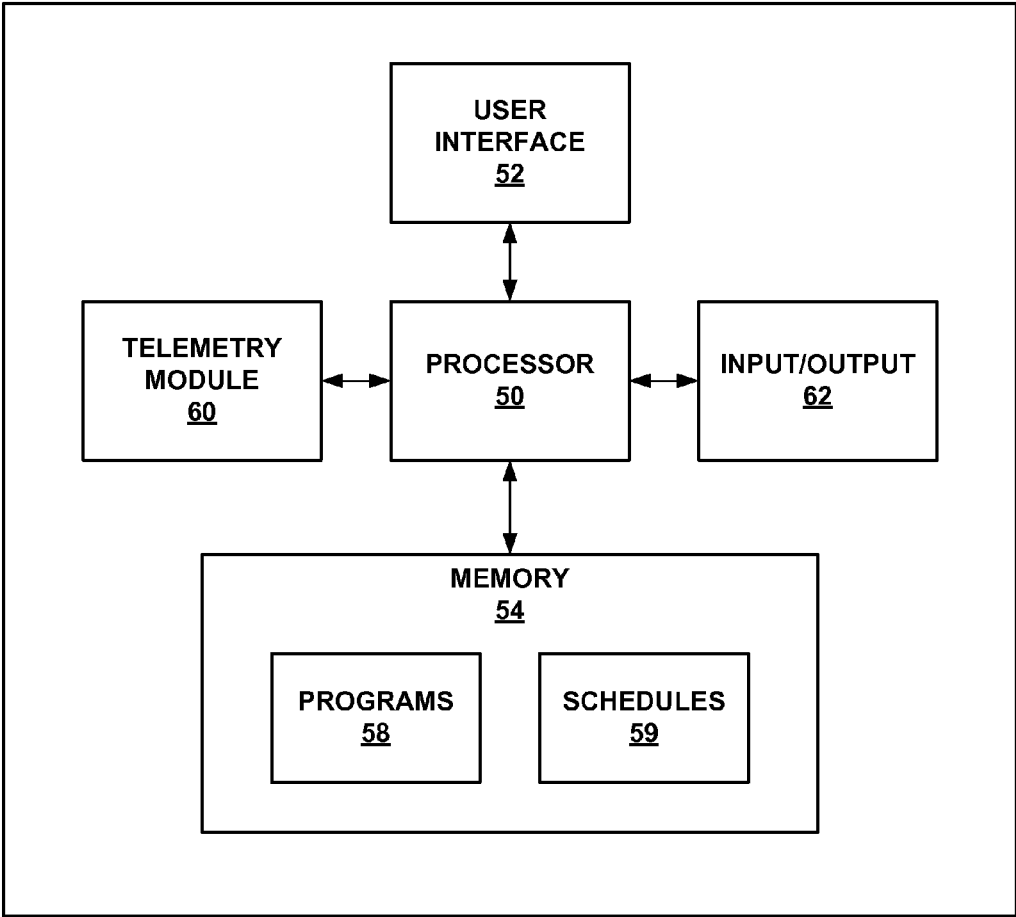 USER
INTERFACE
52
TELEMETRY
MODULE
60
PROCESSOR
50
INPUT/OUTPUT
62
MEMORY
54
PROGRAMS
58
SCHEDULES
59